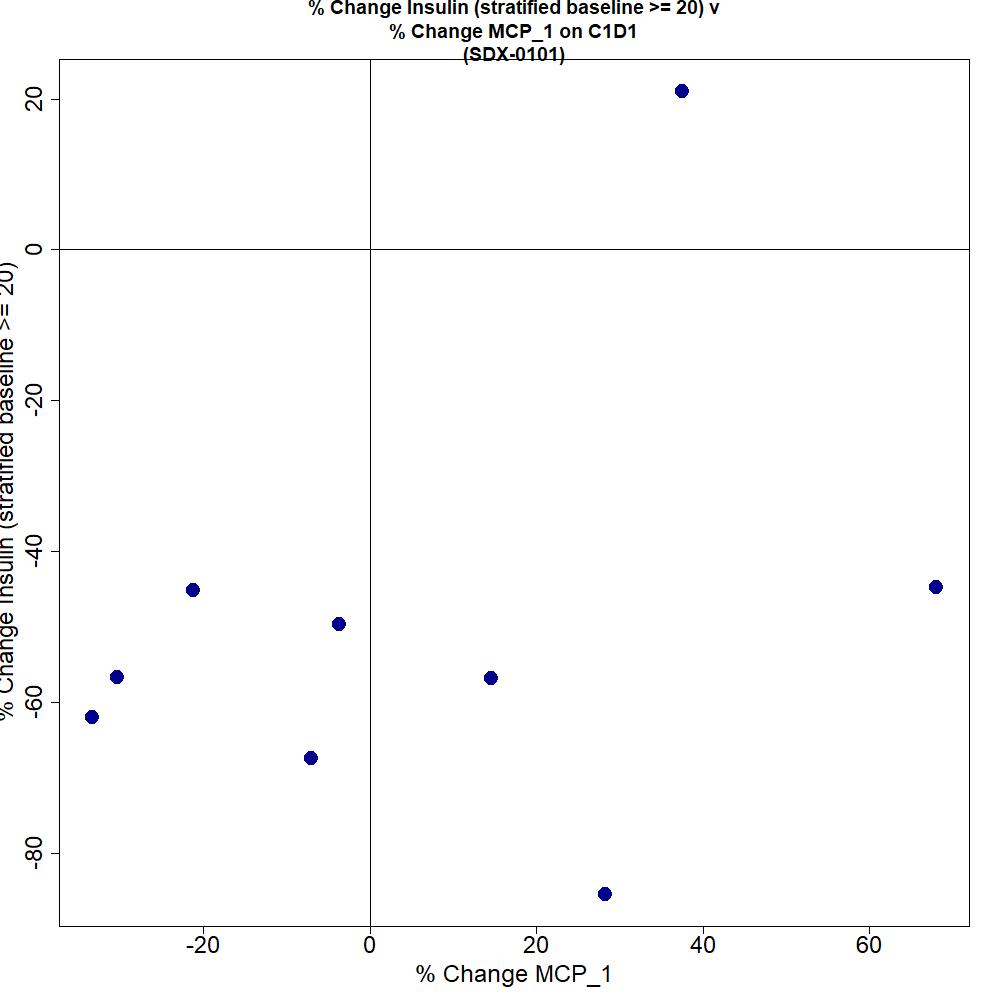 % Change Insulin (stratified baseline >= 20) v
% Change MCP_1 on C1D1
(SDX-0101)
% Change Insulin (stratified baseline >= 20)
20
0
-20
-40
-60
-80
-20
0
20
40
60
% Change MCP_1